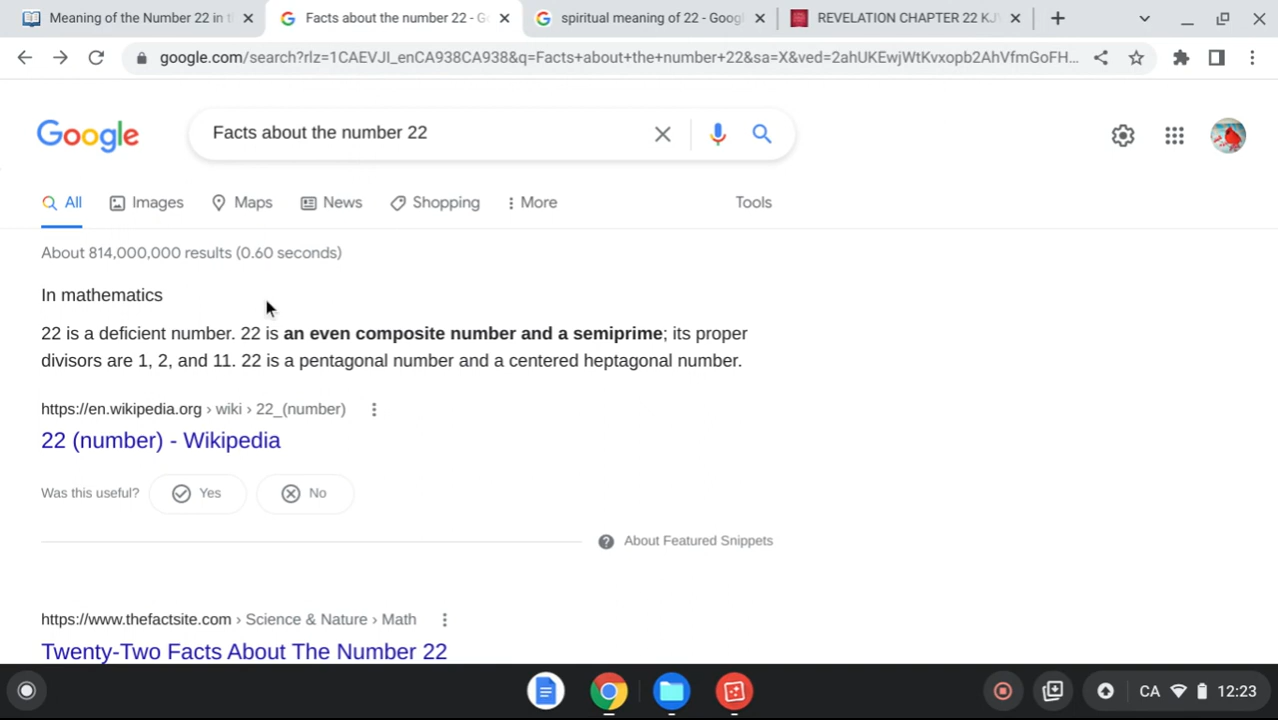 Meaning of the Number 22 in t
Facts about the number 22 - G
spiritual meaning of 22 - Googl
REVELATION CHAPTER 22 KJV
google.com/search?rlz=1CAEVJI_enCA938CA938&q=Facts+about+the+number+22&sa=X&ved=2ahUKEwjWtKvxopb2AhVfmGoFH...
Google
Facts about the number 22
All
Images
Maps
News
Shopping
More
Tools
About 814,000,000 results (0.60 seconds)
In mathematics
22 is a deficient number. 22 is an even composite number and a semiprime; its proper
divisors are 1, 2, and 11. 22 is a pentagonal number and a centered heptagonal number.
https://en.wikipedia.org › wiki › 22_(number)
22 (number) - Wikipedia
Was this useful? Yes No
About Featured Snippets
https://www.thefactsite.com › Science & Nature › Math
Twenty-Two Facts About The Number 22
CA 12:23